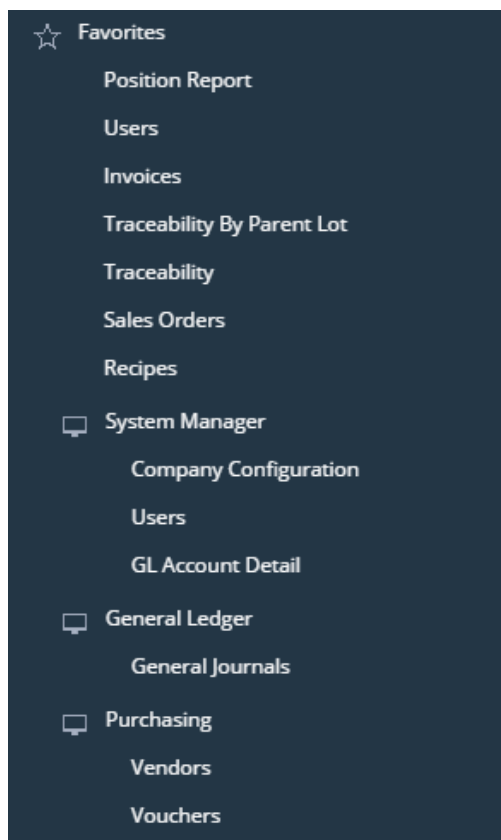 Favorites
Position Report
Users
Invoices
Traceability By Parent Lot
Traceability
Sales Orders
Recipes
System Manager
Company Configuration
Users
GL Account Detail
General Ledger
General Journals
Purchasing
Vendors
Vouchers